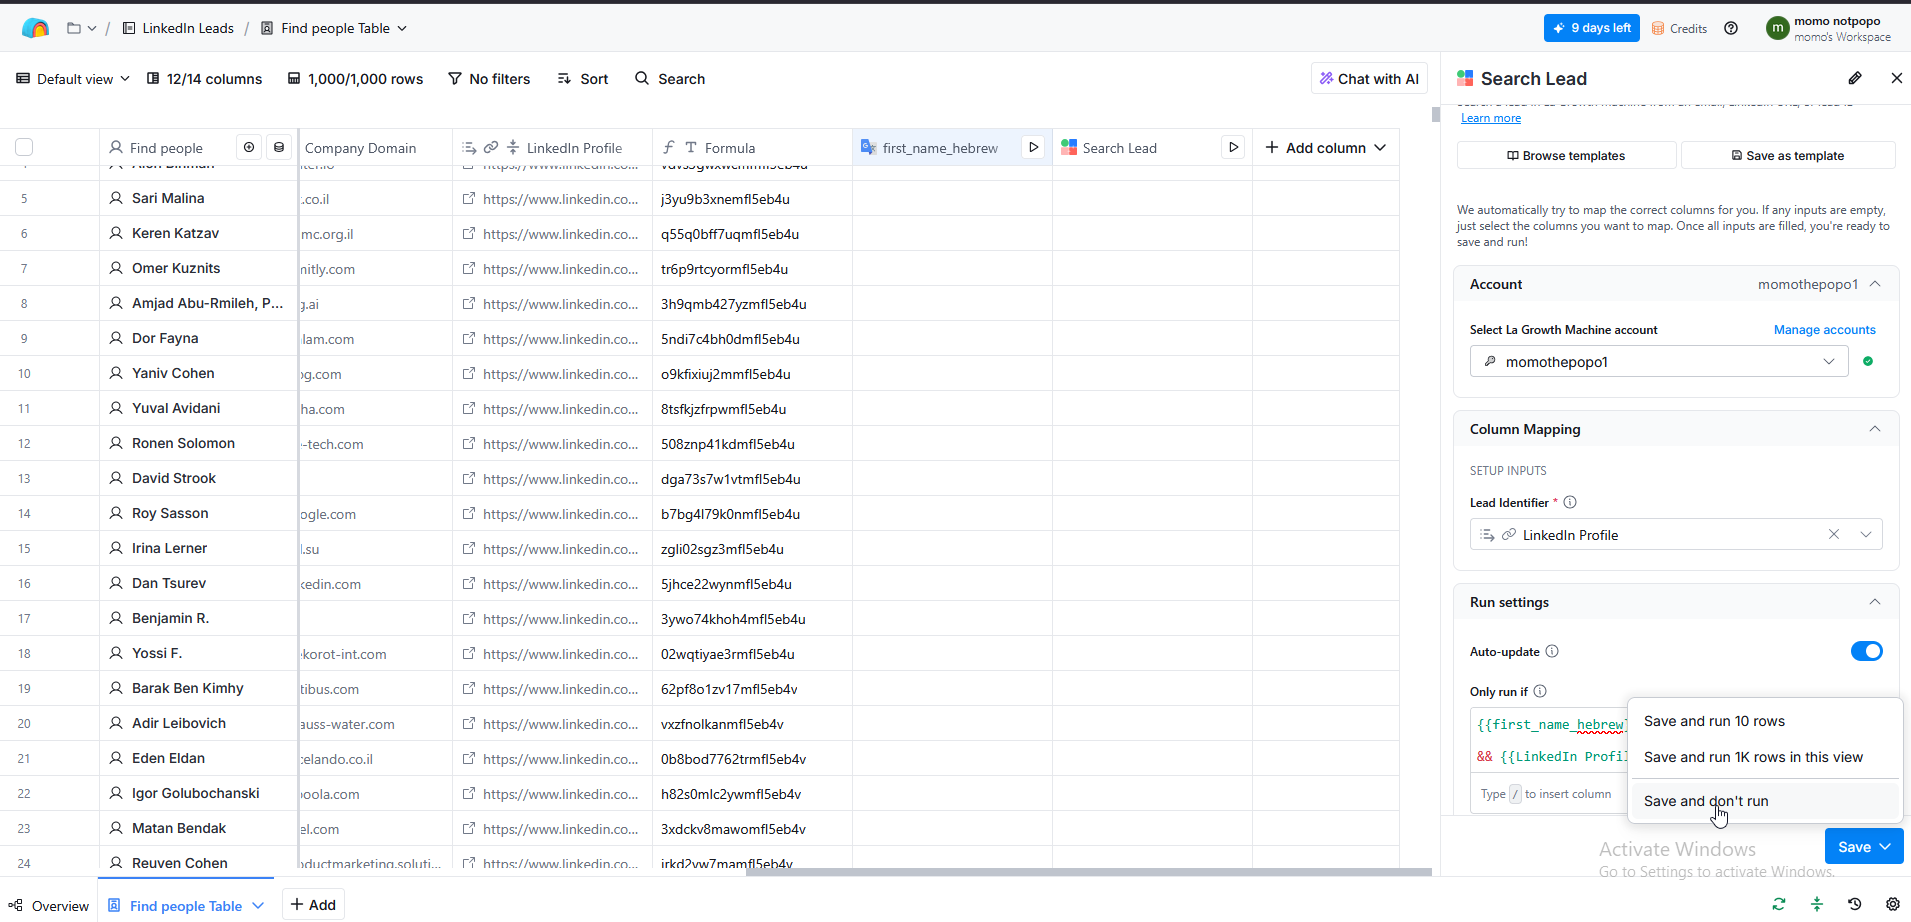 LinkedIn Leads / Find people Table
9 days left
Credits
m
momo notpopo
momo's Workspace
Default view
12/14 columns
1,000/1,000 rows
No filters
Sort
Search
Chat with AI
Search Lead
Learn more
Browse templates
Save as template
We automatically try to map the correct columns for you. If any inputs are empty,
just select the columns you want to map. Once all inputs are filled, you're ready to
save and run!
Account momothepopo1
Select La Growth Machine account Manage accounts
momothepopo1
Column Mapping
SETUP INPUTS
Lead Identifier *
LinkedIn Profile
Run settings
Auto-update
Only run if
{{first_name_hebrew
&& {{LinkedIn Profi
Type / to insert column
Save and run 10 rows
Save and run 1K rows in this view
Save and don't run
Save
Activate Windows
Go to Settings to activate Windows.
Find people Company Domain LinkedIn Profile Formula first_name_hebrew Search Lead Add column
5 Sari Malina .co.il https://www.linkedin.co... j3yu9b3xnemfl5eb4u
6 Keren Katzav mc.org.il https://www.linkedin.co... q55q0bff7uqmfl5eb4u
7 Omer Kuznits nitly.com https://www.linkedin.co... tr6p9rtcyormfl5eb4u
8 Amjad Abu-Rmileh, P... g.ai https://www.linkedin.co... 3h9qmb427yzmfl5eb4u
9 Dor Fayna lam.com https://www.linkedin.co... 5ndi7c4bh0dmfl5eb4u
10 Yaniv Cohen og.com https://www.linkedin.co... o9kfixiuj2mmfl5eb4u
11 Yuval Avidani ha.com https://www.linkedin.co... 8tsfkjzfrpwmfl5eb4u
12 Ronen Solomon -tech.com https://www.linkedin.co... 508znp41kdmfl5eb4u
13 David Strook https://www.linkedin.co... dga73s7w1vtmfl5eb4u
14 Roy Sasson ogle.com https://www.linkedin.co... b7bg4l79k0nmfl5eb4u
15 Irina Lerner l.su https://www.linkedin.co... zgli02sgz3mfl5eb4u
16 Dan Tsurev kedin.com https://www.linkedin.co... 5jhce22wynmfl5eb4u
17 Benjamin R. https://www.linkedin.co... 3ywo74khoh4mfl5eb4u
18 Yossi F. korot-int.com https://www.linkedin.co... 02wqtiyae3rmfl5eb4u
19 Barak Ben Kimhy tibus.com https://www.linkedin.co... 62pf8o1zv17mfl5eb4v
20 Adir Leibovich auss-water.com https://www.linkedin.co... vxzfnolkanmfl5eb4v
21 Eden Eldan elando.co.il https://www.linkedin.co... 0b8bod7762trmfl5eb4v
22 Igor Golubochanski oola.com https://www.linkedin.co... h82s0mlc2ywmfl5eb4v
23 Matan Bendak el.com https://www.linkedin.co... 3xdckv8mawomfl5eb4v
24 Reuven Cohen oductmarketing.soluti... https://www.linkedin.co... irkd2vw7mamfl5eb4v
Overview
Find people Table
Add